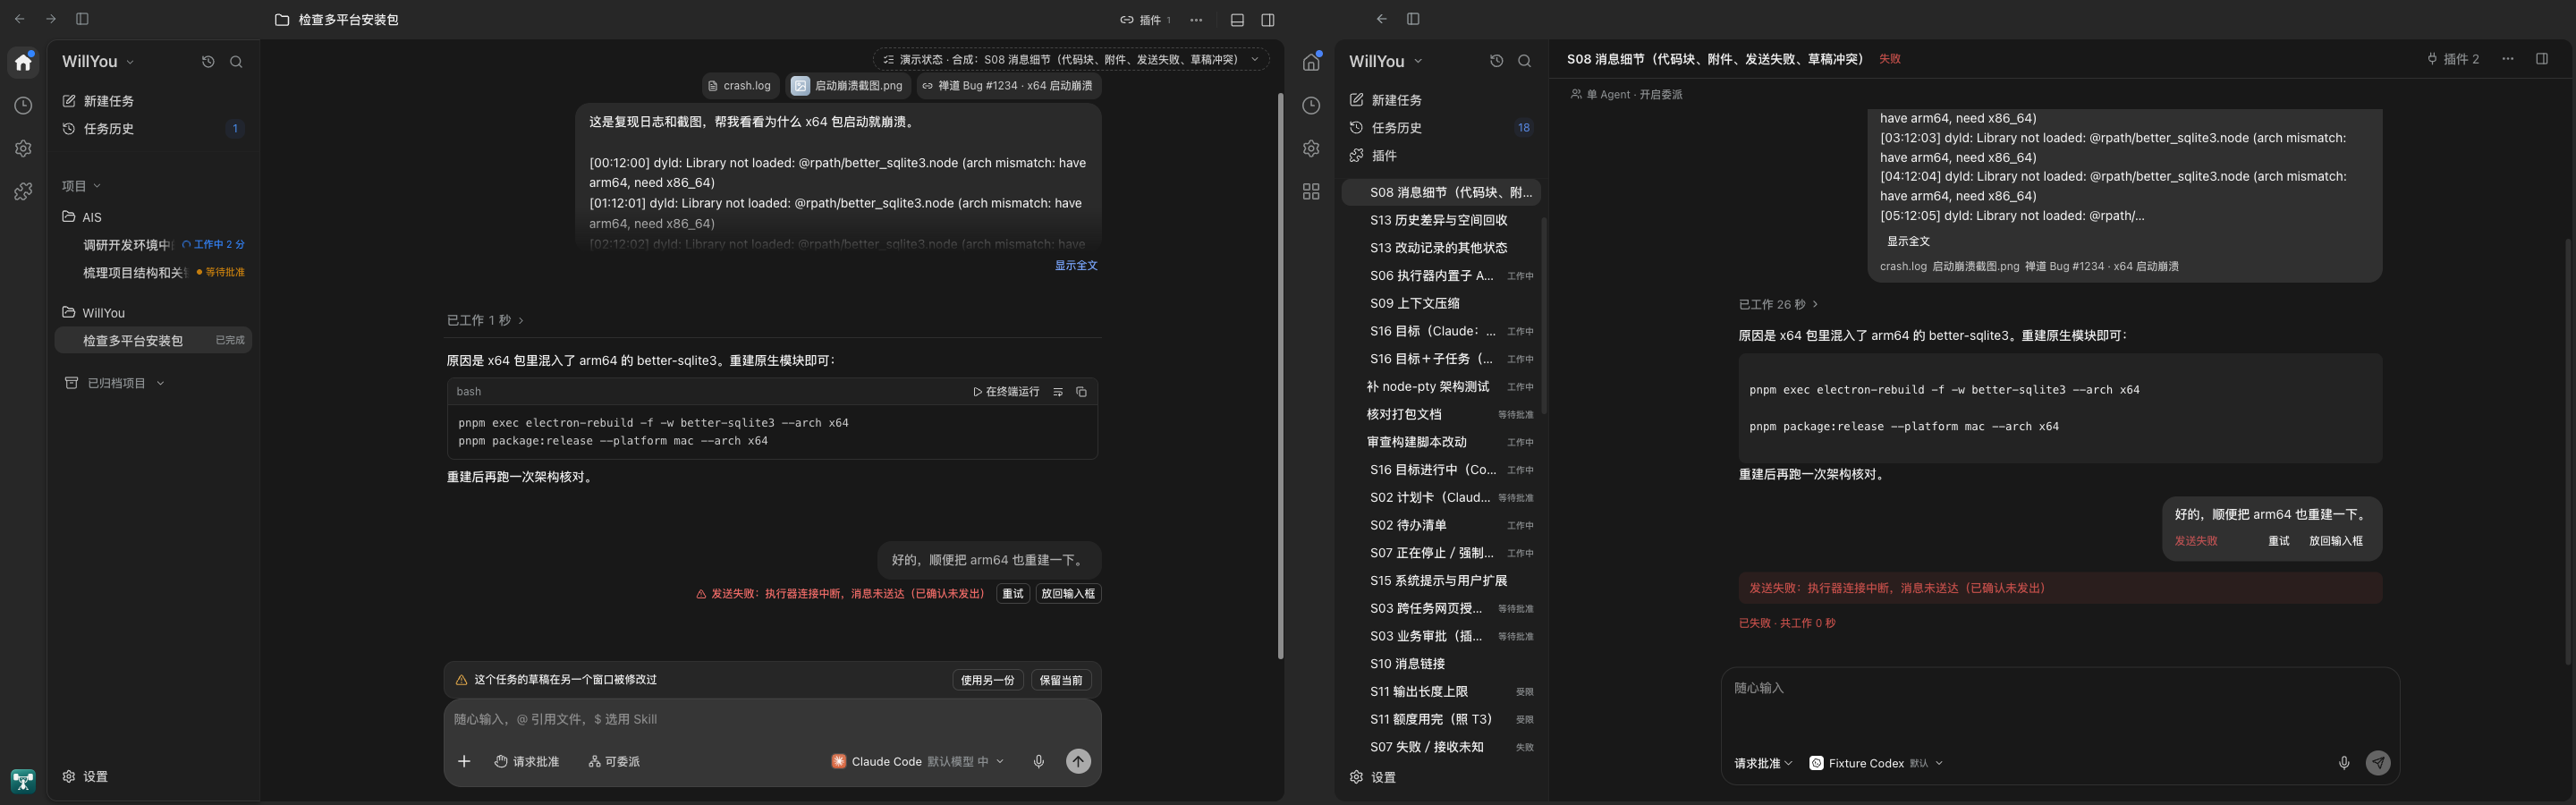 检查多平台安装包
插件 1
WillYou
新建任务
任务历史 1
项目
AIS
调研开发环境中 工作中 2 分
梳理项目结构和关 等待批准
WillYou
检查多平台安装包 已完成
已归档项目
设置
演示状态 · 合成：S08 消息细节（代码块、附件、发送失败、草稿冲突）
crash.log
启动崩溃截图.png
禅道 Bug #1234 · x64 启动崩溃
这是复现日志和截图，帮我看看为什么 x64 包启动就崩溃。
[00:12:00] dyld: Library not loaded: @rpath/better_sqlite3.node (arch mismatch: have
arm64, need x86_64)
[01:12:01] dyld: Library not loaded: @rpath/better_sqlite3.node (arch mismatch: have
arm64, need x86_64)
[02:12:02] dyld: Library not loaded: @rpath/better_sqlite3.node (arch mismatch: have
显示全文
已工作 1 秒
原因是 x64 包里混入了 arm64 的 better-sqlite3。重建原生模块即可：
bash
在终端运行
pnpm exec electron-rebuild -f -w better-sqlite3 --arch x64
pnpm package:release --platform mac --arch x64
重建后再跑一次架构核对。
好的，顺便把 arm64 也重建一下。
发送失败：执行器连接中断，消息未送达（已确认未发出） 重试 放回输入框
这个任务的草稿在另一个窗口被修改过 使用另一份 保留当前
随心输入，@ 引用文件，$ 选用 Skill
请求批准 可委派 Claude Code 默认模型 中
WillYou
新建任务
任务历史 18
插件
S08 消息细节（代码块、附...
S13 历史差异与空间回收
S13 改动记录的其他状态
S06 执行器内置子 A... 工作中
S09 上下文压缩
S16 目标（Claude：... 工作中
S16 目标＋子任务（... 工作中
补 node-pty 架构测试 工作中
核对打包文档 等待批准
审查构建脚本改动 工作中
S16 目标进行中（Co... 工作中
S02 计划卡（Claud... 等待批准
S02 待办清单 工作中
S07 正在停止 / 强制... 工作中
S15 系统提示与用户扩展
S03 跨任务网页授... 等待批准
S03 业务审批（插... 等待批准
S10 消息链接
S11 输出长度上限 受限
S11 额度用完（照 T3） 受限
S07 失败 / 接收未知 失败
设置
S08 消息细节（代码块、附件、发送失败、草稿冲突） 失败
插件 2
单 Agent · 开启委派
have arm64, need x86_64)
[03:12:03] dyld: Library not loaded: @rpath/better_sqlite3.node (arch mismatch:
have arm64, need x86_64)
[04:12:04] dyld: Library not loaded: @rpath/better_sqlite3.node (arch mismatch:
have arm64, need x86_64)
[05:12:05] dyld: Library not loaded: @rpath/...
显示全文
crash.log 启动崩溃截图.png 禅道 Bug #1234 · x64 启动崩溃
已工作 26 秒
原因是 x64 包里混入了 arm64 的 better-sqlite3。重建原生模块即可：
pnpm exec electron-rebuild -f -w better-sqlite3 --arch x64
pnpm package:release --platform mac --arch x64
重建后再跑一次架构核对。
好的，顺便把 arm64 也重建一下。
发送失败 重试 放回输入框
发送失败：执行器连接中断，消息未送达（已确认未发出）
已失败 · 共工作 0 秒
随心输入
请求批准 Fixture Codex 默认